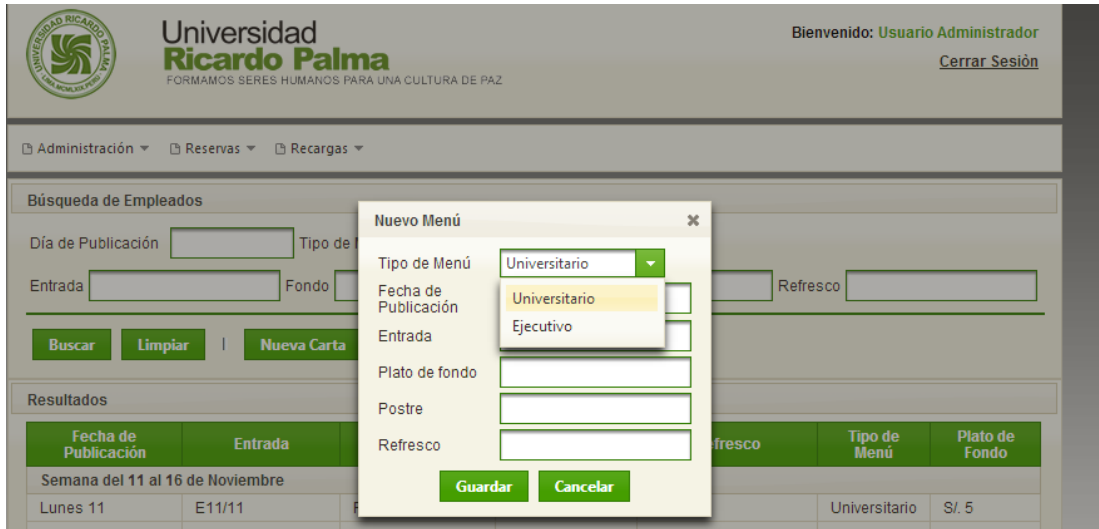 Universidad
Ricardo Palma
FORMAMOS SERES HUMANOS PARA UNA CULTURA DE PAZ
Bienvenido: Usuario Administrador
Cerrar Sesión
Administración Reservas Recargas
Búsqueda de Empleados
Día de Publicación Tipo de
Entrada Fondo Refresco
Buscar Limpiar | Nueva Carta
Nuevo Menú
Tipo de Menú Universitario
Universitario
Ejecutivo
Fecha de
Publicación
Entrada
Plato de fondo
Postre
Refresco
Guardar Cancelar
Resultados
Fecha de
Publicación Entrada Tipo de
Menú Plato de
Fondo
Semana del 11 al 16 de Noviembre
Lunes 11 E11/11 Universitario S/. 5